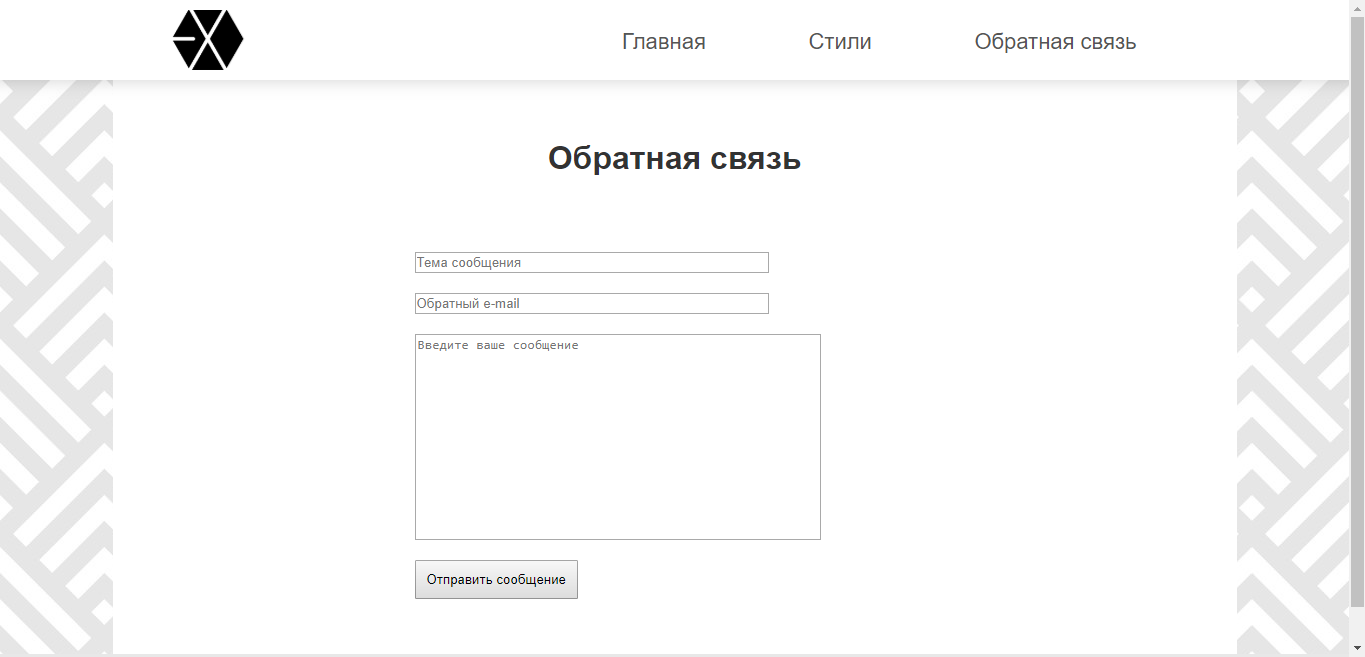 Главная Стили Обратная связь
Обратная связь
Тема сообщения
Обратный e-mail
Введите ваше сообщение
Отправить сообщение